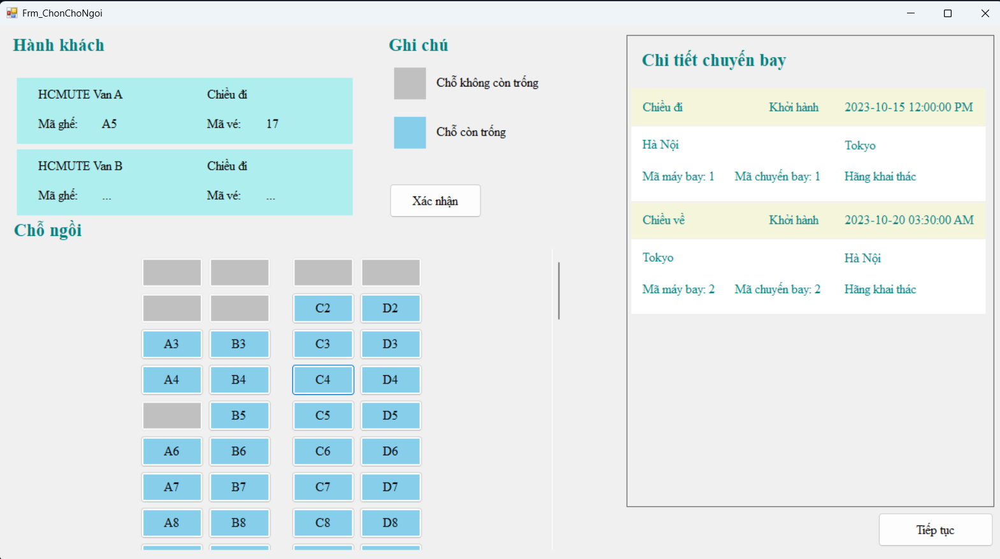 Frm_ChonChoNgoi
Hành khách
HCMUTE Van A Chiều đi
Mã ghế: A5 Mã vé: 17
HCMUTE Van B Chiều đi
Mã ghế: ... Mã vé: ...
Ghi chú
Chỗ không còn trống
Chỗ còn trống
Xác nhận
Chỗ ngồi
C2 D2
A3 B3 C3 D3
A4 B4 C4 D4
B5 C5 D5
A6 B6 C6 D6
A7 B7 C7 D7
A8 B8 C8 D8
Chi tiết chuyến bay
Chiều đi Khởi hành 2023-10-15 12:00:00 PM
Hà Nội Tokyo
Mã máy bay: 1 Mã chuyến bay: 1 Hãng khai thác
Chiều về Khởi hành 2023-10-20 03:30:00 AM
Tokyo Hà Nội
Mã máy bay: 2 Mã chuyến bay: 2 Hãng khai thác
Tiếp tục